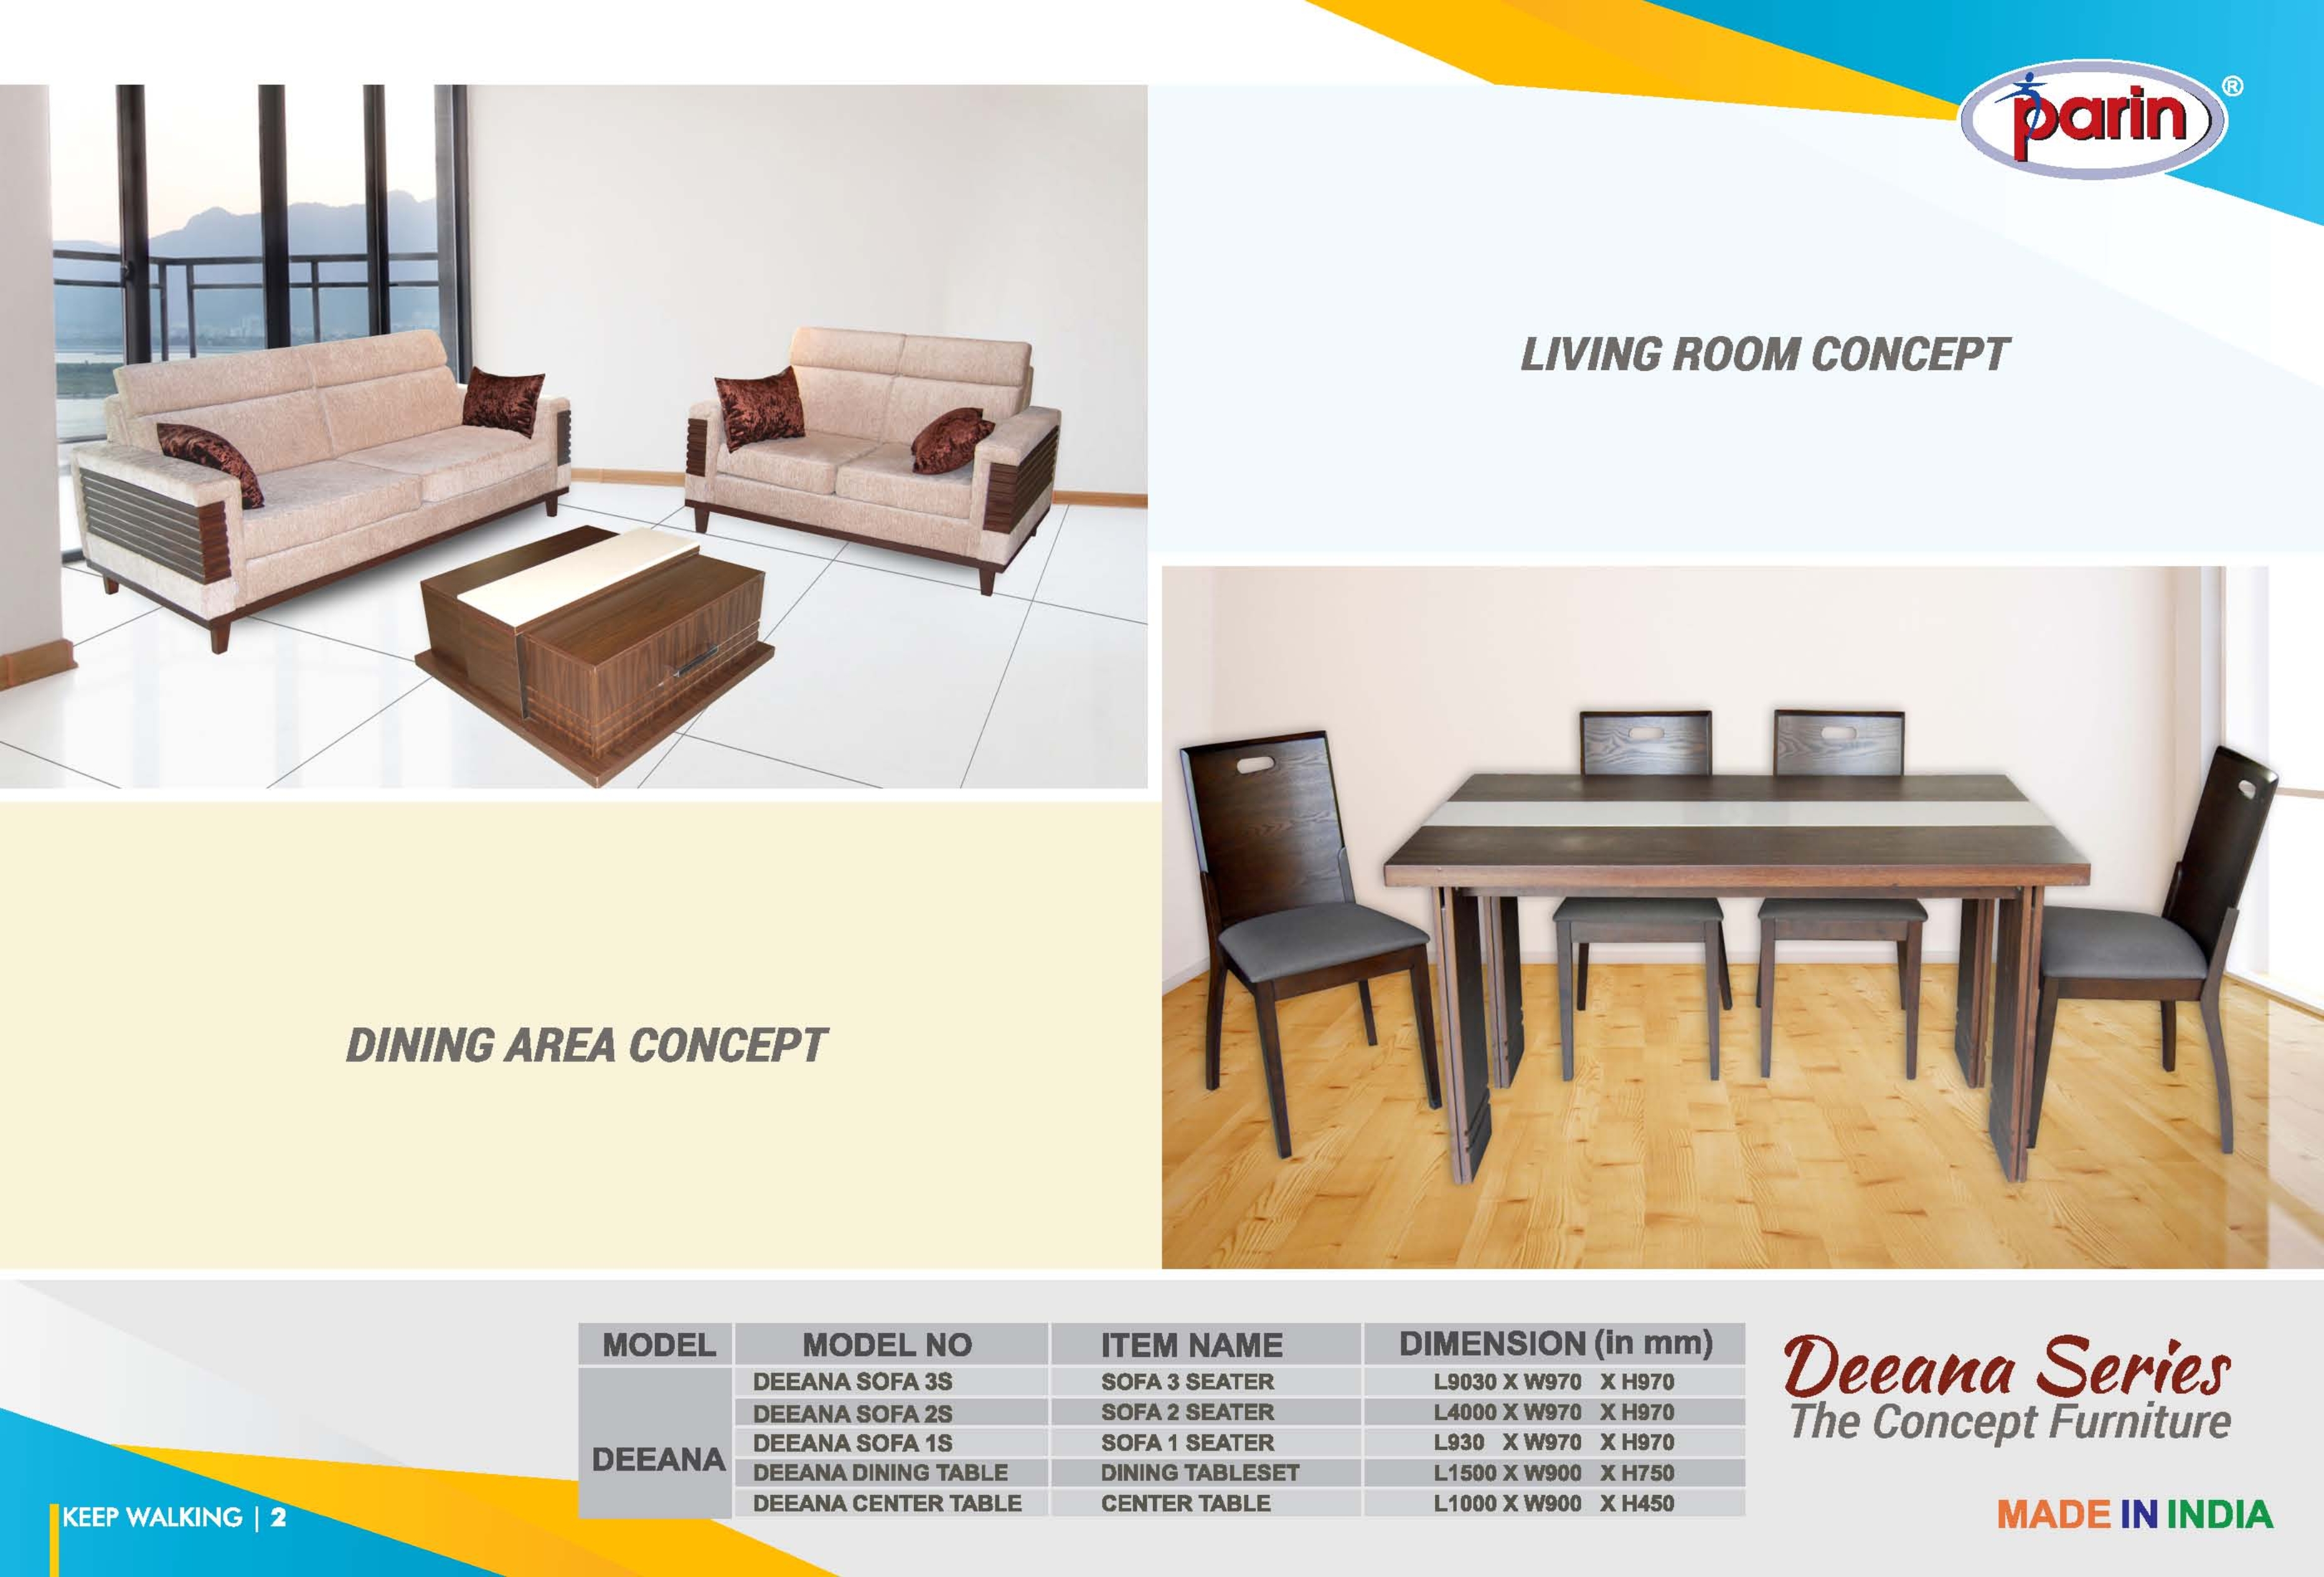 parin®
LIVING ROOM CONCEPT
DINING AREA CONCEPT
MODEL MODEL NO ITEM NAME DIMENSION (in mm)
DEEANA
DEEANA SOFA 3S SOFA 3 SEATER L9030 X W970 X H970
DEEANA SOFA 2S SOFA 2 SEATER L4000 X W970 X H970
DEEANA SOFA 1S SOFA 1 SEATER L930 X W970 X H970
DEEANA DINING TABLE DINING TABLESET L1500 X W900 X H750
DEEANA CENTER TABLE CENTER TABLE L1000 X W900 X H450
Deeana Series
The Concept Furniture
MADE IN INDIA
KEEP WALKING | 2